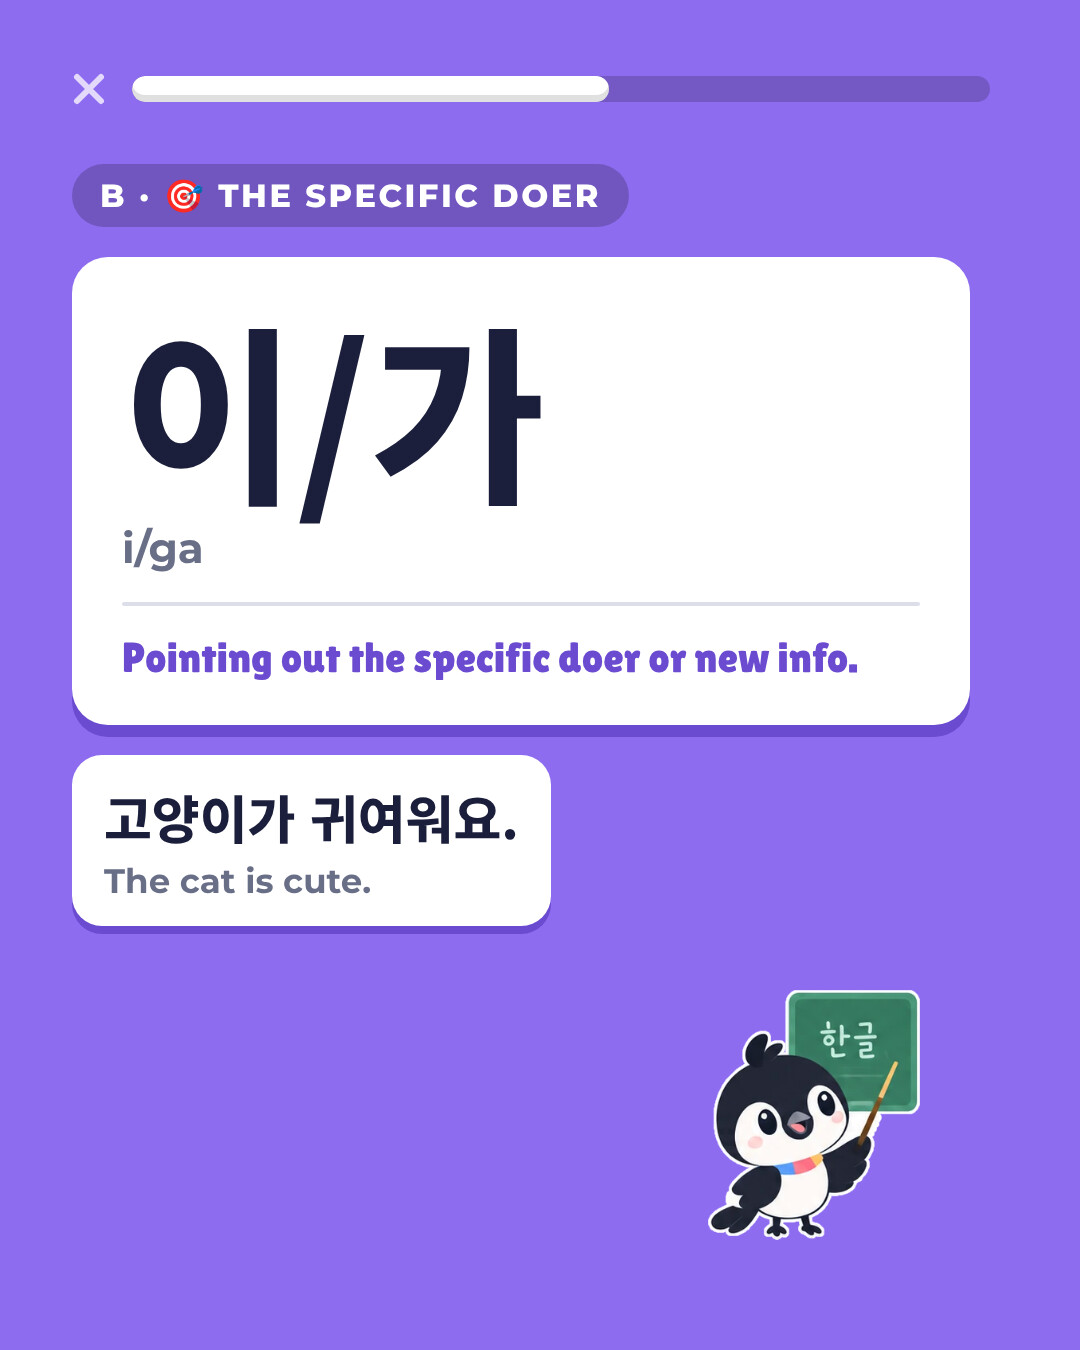 B · 🎯 THE SPECIFIC DOER
이/가
i/ga
Pointing out the specific doer or new info.
고양이가 귀여워요.
The cat is cute.
한글